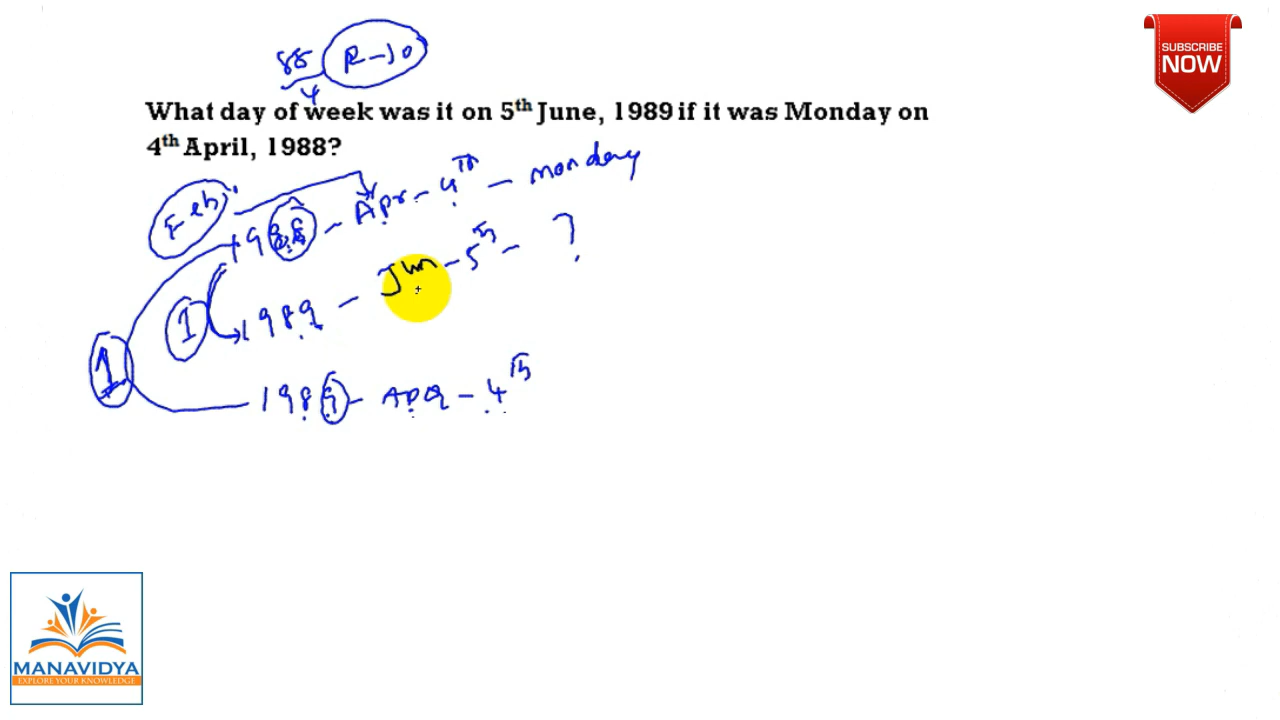 SUBSCRIBE
NOW
88/4 R-10
What day of week was it on 5th June, 1989 if it was Monday on
4th April, 1988?
Feb
1988 - Apr - 4th - monday
1 1989 - Jun - 5th - ?
1 1989 - APR - 4th
MANAVIDYA
EXPLORE YOUR KNOWLEDGE